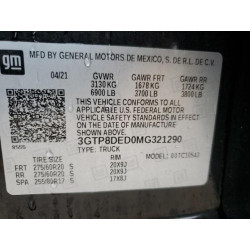 gm
MFD BY GENERAL MOTORS DE MEXICO, S. DE R.L. DE C.V.
04/21 GVWR GAWR FRT GAWR RR
3130 KG 1678 KG 1724 KG
6900 LB 3700 LB 3800 LB
THIS VEHICLE CONFORMS TO ALL APPLICABLE
U.S. FEDERAL MOTOR
VEHICLE SAFETY STANDARDS
IN EFFECT ON THE DATE OF
MANUFACTURE SHOWN ABOVE.
3GTP8DED0MG321290
TYPE: TRUCK
TIRE SIZE RIM
FRT 275/60R20 S 20X9J
RR 275/60R20 S 20X9J
SPA